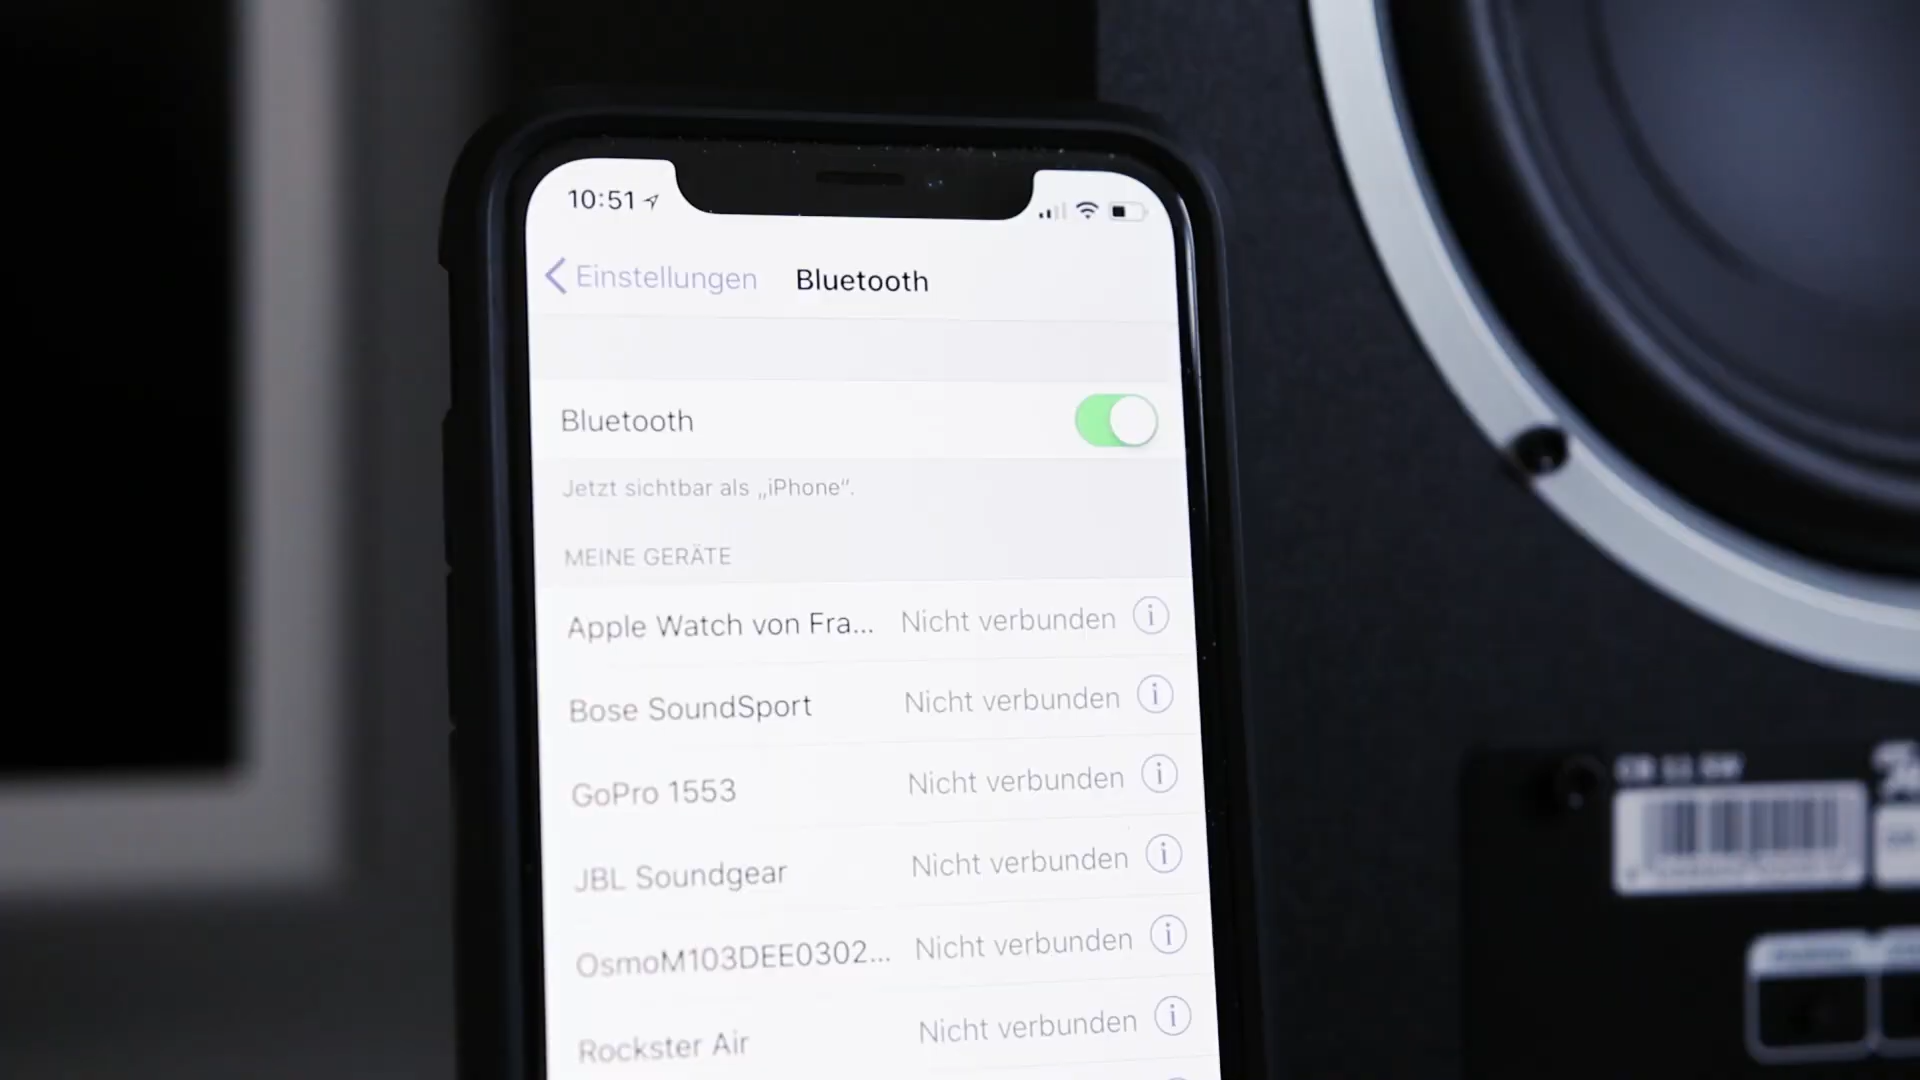 10:51
Einstellungen Bluetooth
Bluetooth
Jetzt sichtbar als „iPhone“.
MEINE GERÄTE
Apple Watch von Fra... Nicht verbunden
Bose SoundSport Nicht verbunden
GoPro 1553 Nicht verbunden
JBL Soundgear Nicht verbunden
OsmoM103DEE0302... Nicht verbunden
Rockster Air Nicht verbunden